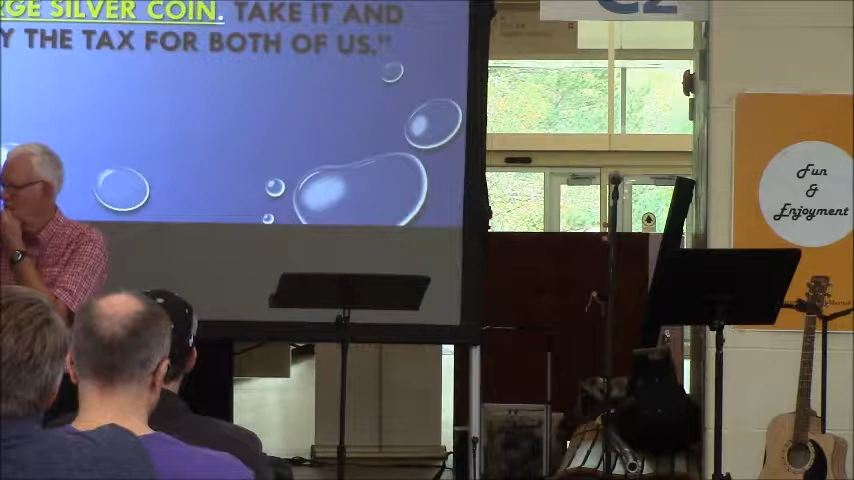 RGE SILVER COIN. TAKE IT AND
Y THE TAX FOR BOTH OF US."
Fun
&
Enjoyment